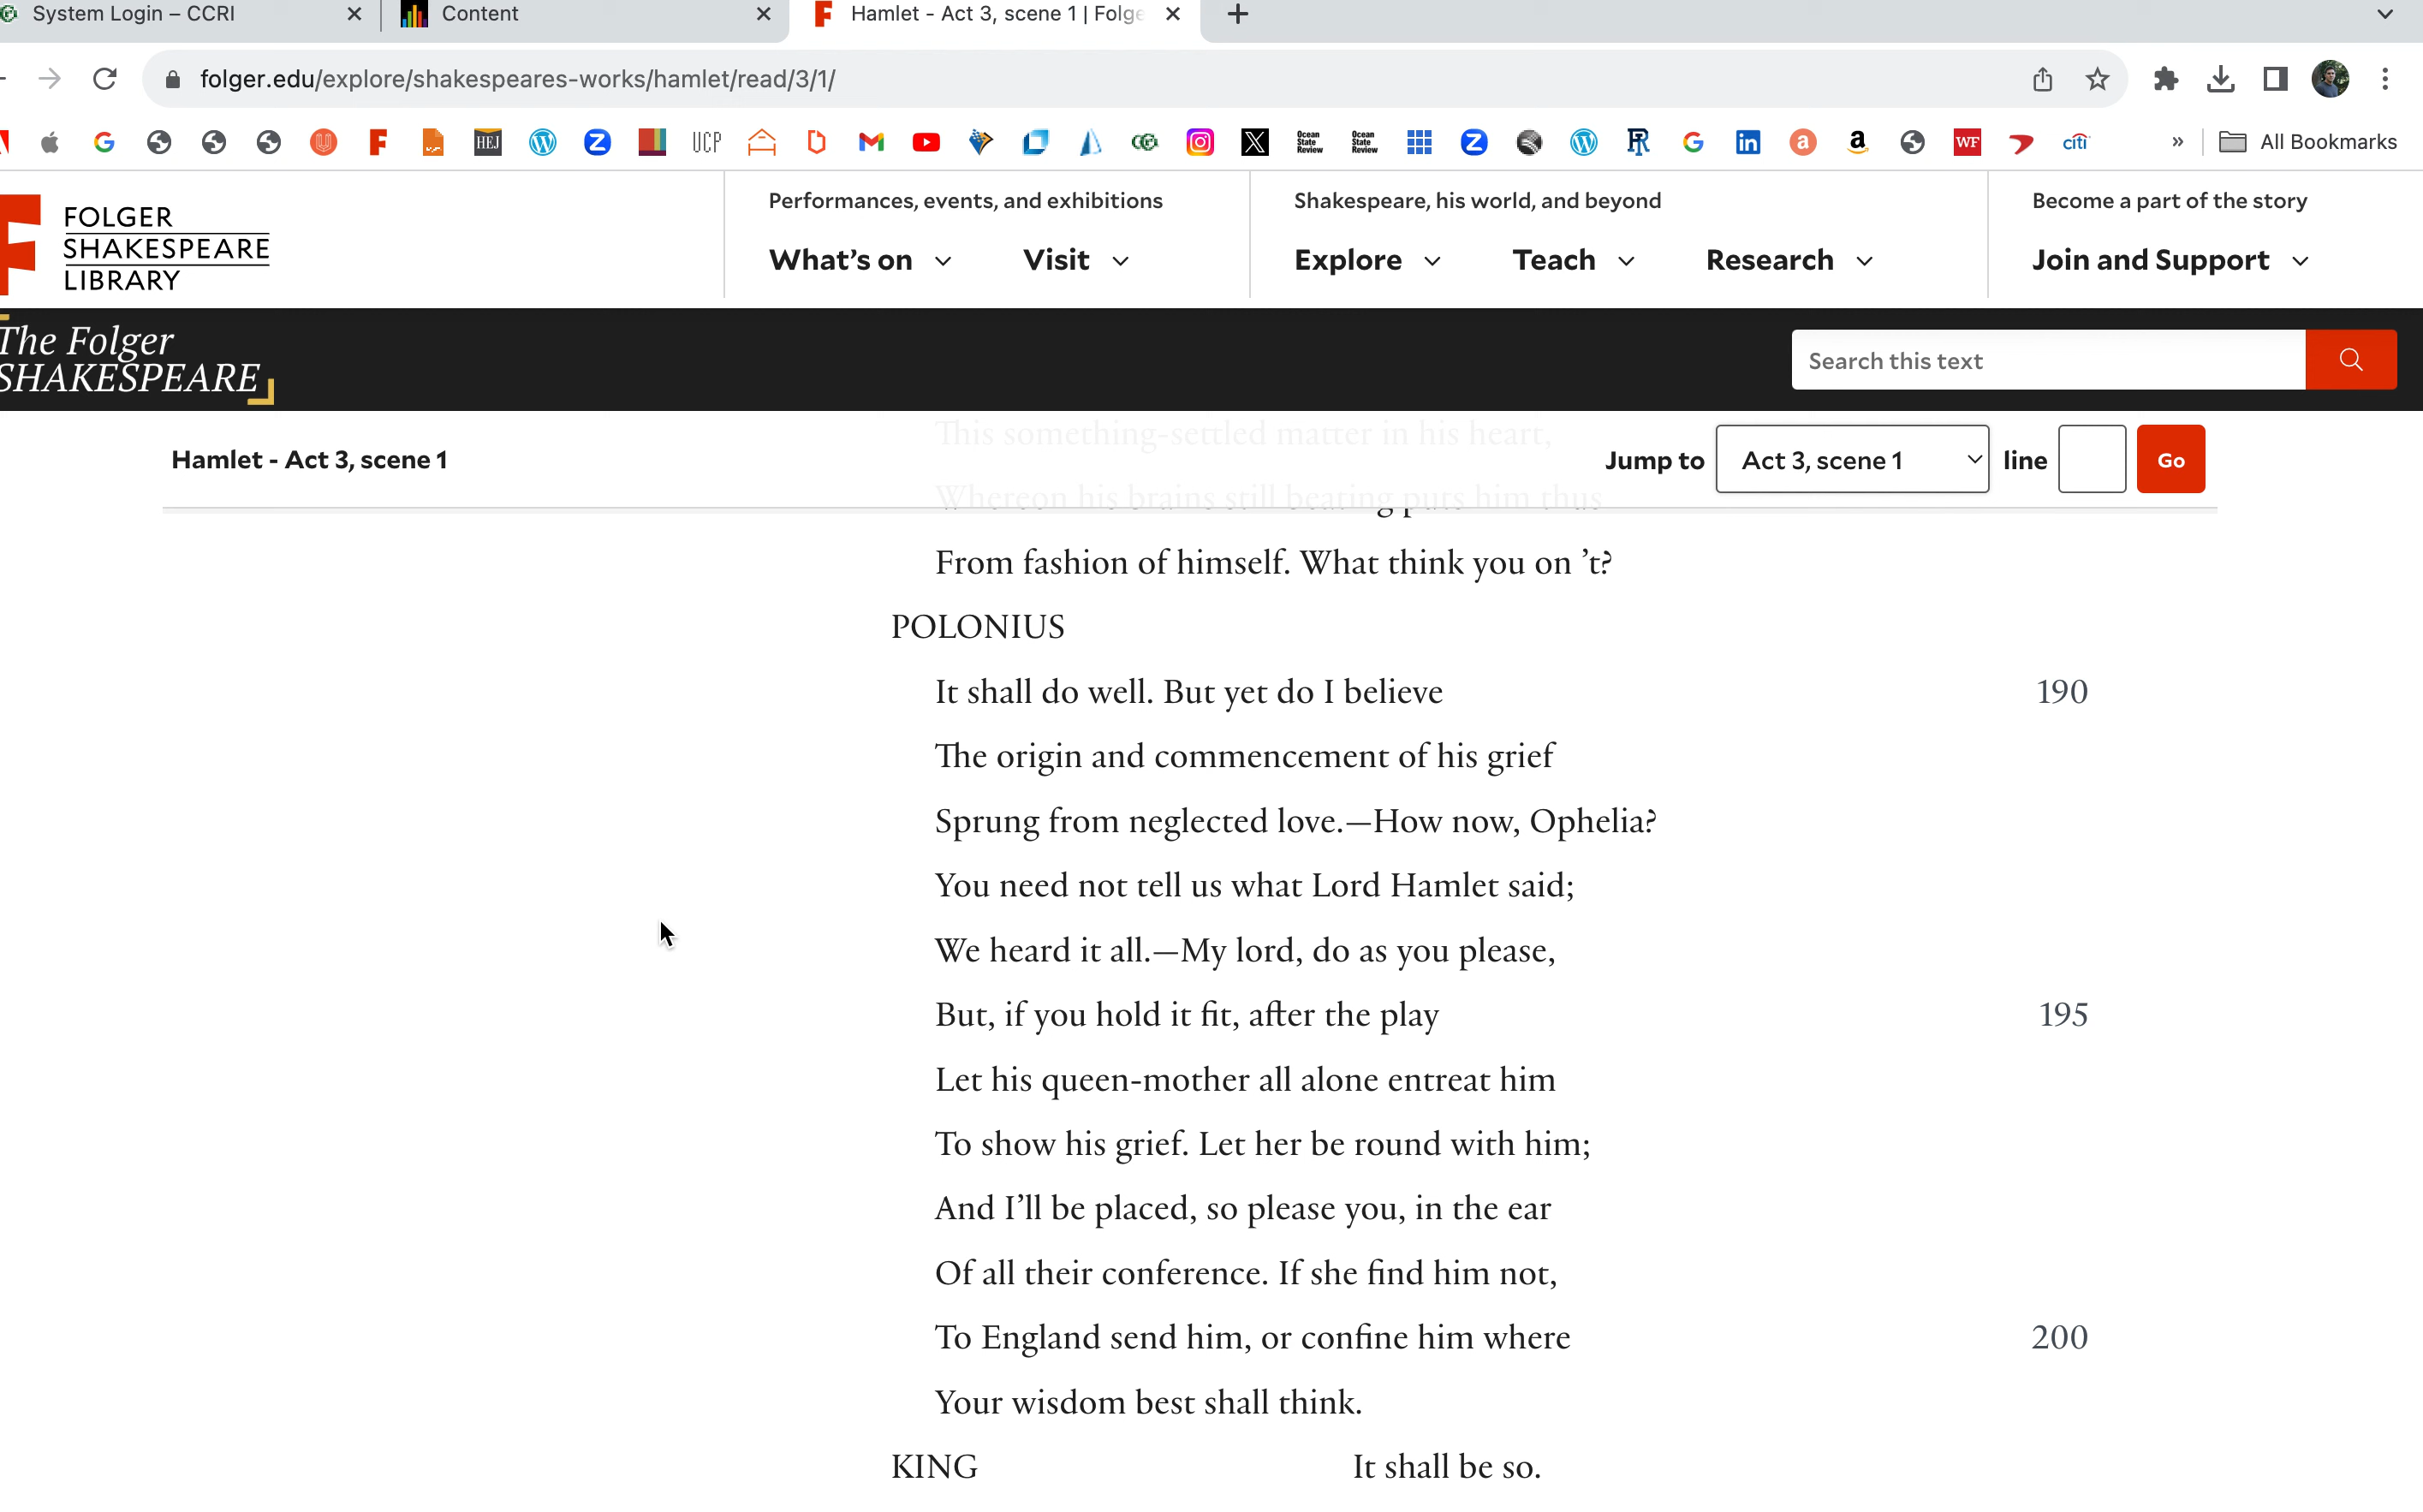 System Login – CCRI
Content
Hamlet - Act 3, scene 1 | Folge
folger.edu/explore/shakespeares-works/hamlet/read/3/1/
HEJ
UCP
Ocean State Review
Ocean State Review
WF
citi
All Bookmarks
FOLGER
SHAKESPEARE
LIBRARY
Performances, events, and exhibitions
What's on
Visit
Shakespeare, his world, and beyond
Explore
Teach
Research
Become a part of the story
Join and Support
The Folger
SHAKESPEARE
Search this text
Hamlet - Act 3, scene 1
Jump to Act 3, scene 1 line Go
This something-settled matter in his heart,
Whereon his brains still beating puts him thus
From fashion of himself. What think you on ’t?
POLONIUS
It shall do well. But yet do I believe 190
The origin and commencement of his grief
Sprung from neglected love.—How now, Ophelia?
You need not tell us what Lord Hamlet said;
We heard it all.—My lord, do as you please,
But, if you hold it fit, after the play 195
Let his queen-mother all alone entreat him
To show his grief. Let her be round with him;
And I’ll be placed, so please you, in the ear
Of all their conference. If she find him not,
To England send him, or confine him where 200
Your wisdom best shall think.
KING It shall be so.